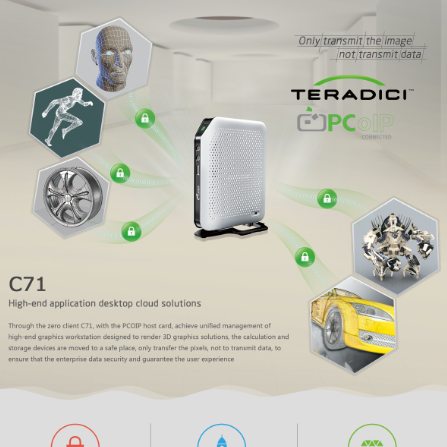 Only transmit the image
not transmit data
TERADICI™
PCoIP
CONNECTED
C71
High-end application desktop cloud solutions
Through the zero client C71, with the PCOIP host card, achieve unified management of
high-end graphics workstation designed to render 3D graphics solutions, the calculation and
storage devices are moved to a safe place, only transfer the pixels, not to transmit data, to
ensure that the enterprise data security and guarantee the user experience